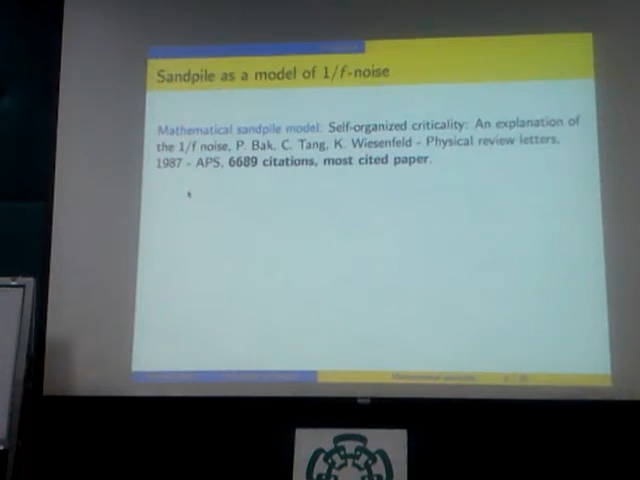 Sandpile as a model of 1/f-noise
Mathematical sandpile model: Self-organized criticality: An explanation of
the 1/f noise, P. Bak, C. Tang, K. Wiesenfeld - Physical review letters,
1987 - APS, 6689 citations, most cited paper.